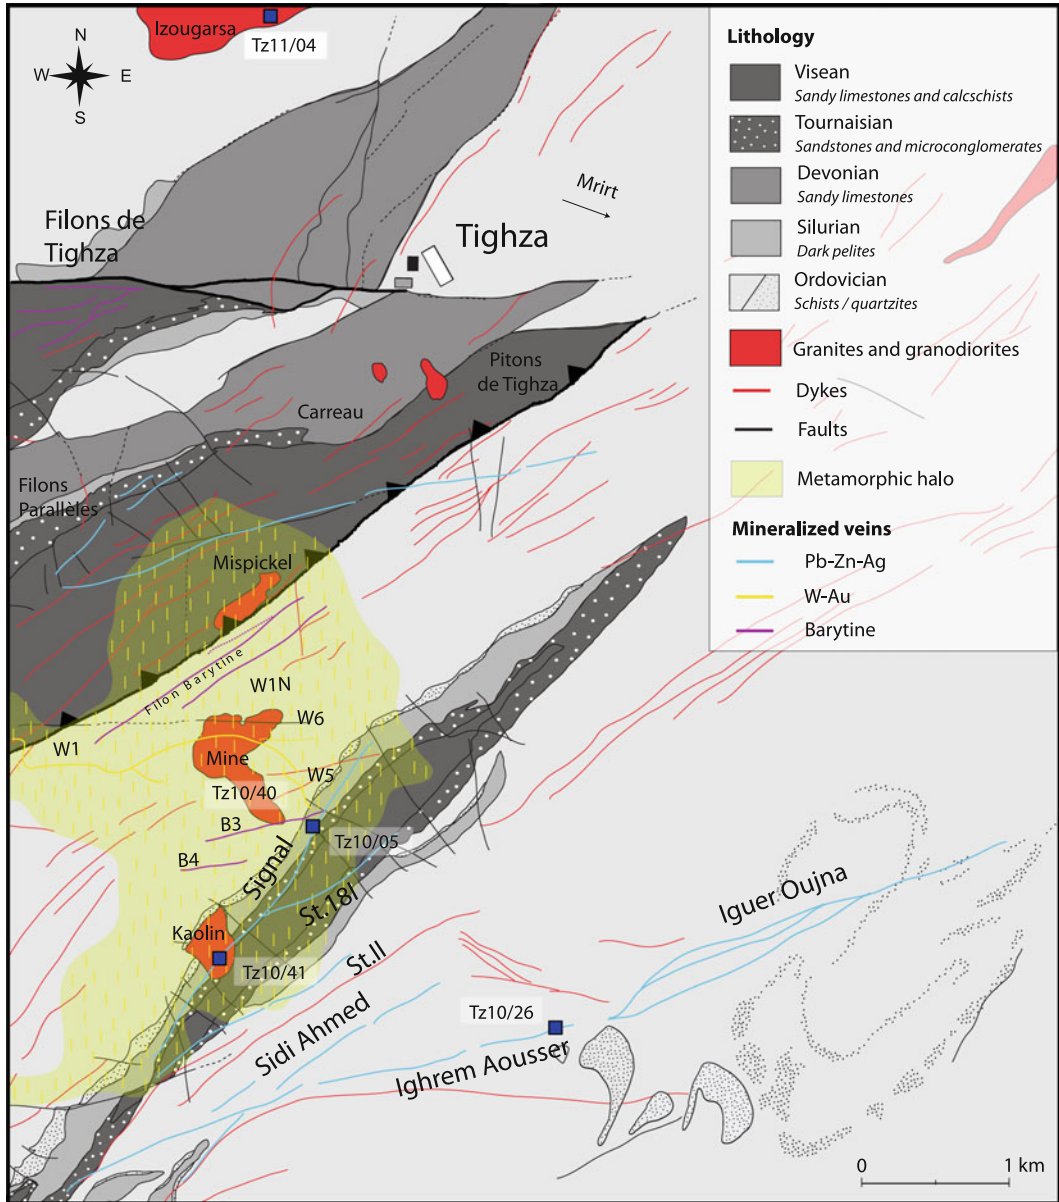 Izougarsa
Tz11/04
N
W
E
S
Mrirt
Filons de
Tighza
Tighza
Pitons
de Tighza
Carreau
Filons
Parallèles
Mispickel
Filon Barytine
W1N
W6
W1
Mine
W5
Tz10/40
B3
Tz10/05
B4
Signal
St.18I
Iguer Oujna
Kaolin
St.II
Tz10/41
Tz10/26
Sidi Ahmed
Ighrem Aousser
0
1 km
Lithology
Visean
Sandy limestones and calcschists
Tournaisian
Sandstones and microconglomerates
Devonian
Sandy limestones
Silurian
Dark pelites
Ordovician
Schists / quartzites
Granites and granodiorites
Dykes
Faults
Metamorphic halo
Mineralized veins
Pb-Zn-Ag
W-Au
Barytine